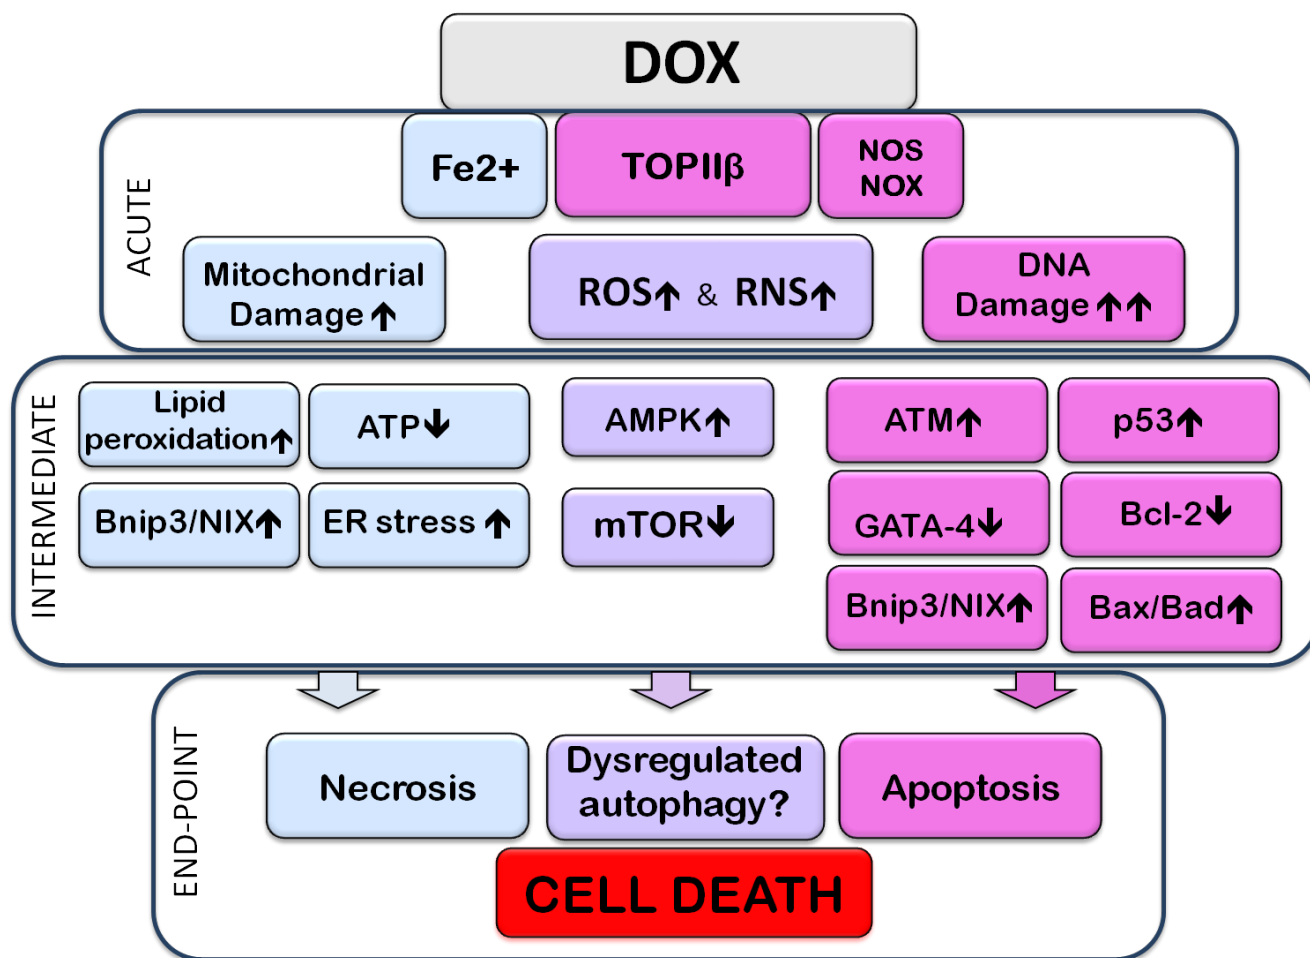 DOX
ACUTE
Fe2+
TOPIIβ
NOS
NOX
Mitochondrial
Damage ↑
ROS↑ & RNS↑
DNA
Damage ↑↑
INTERMEDIATE
Lipid
peroxidation↑
ATP↓
AMPK↑
ATM↑
p53↑
Bnip3/NIX↑
ER stress ↑
mTOR↓
GATA-4↓
Bcl-2↓
Bnip3/NIX↑
Bax/Bad↑
END-POINT
Necrosis
Dysregulated
autophagy?
Apoptosis
CELL DEATH